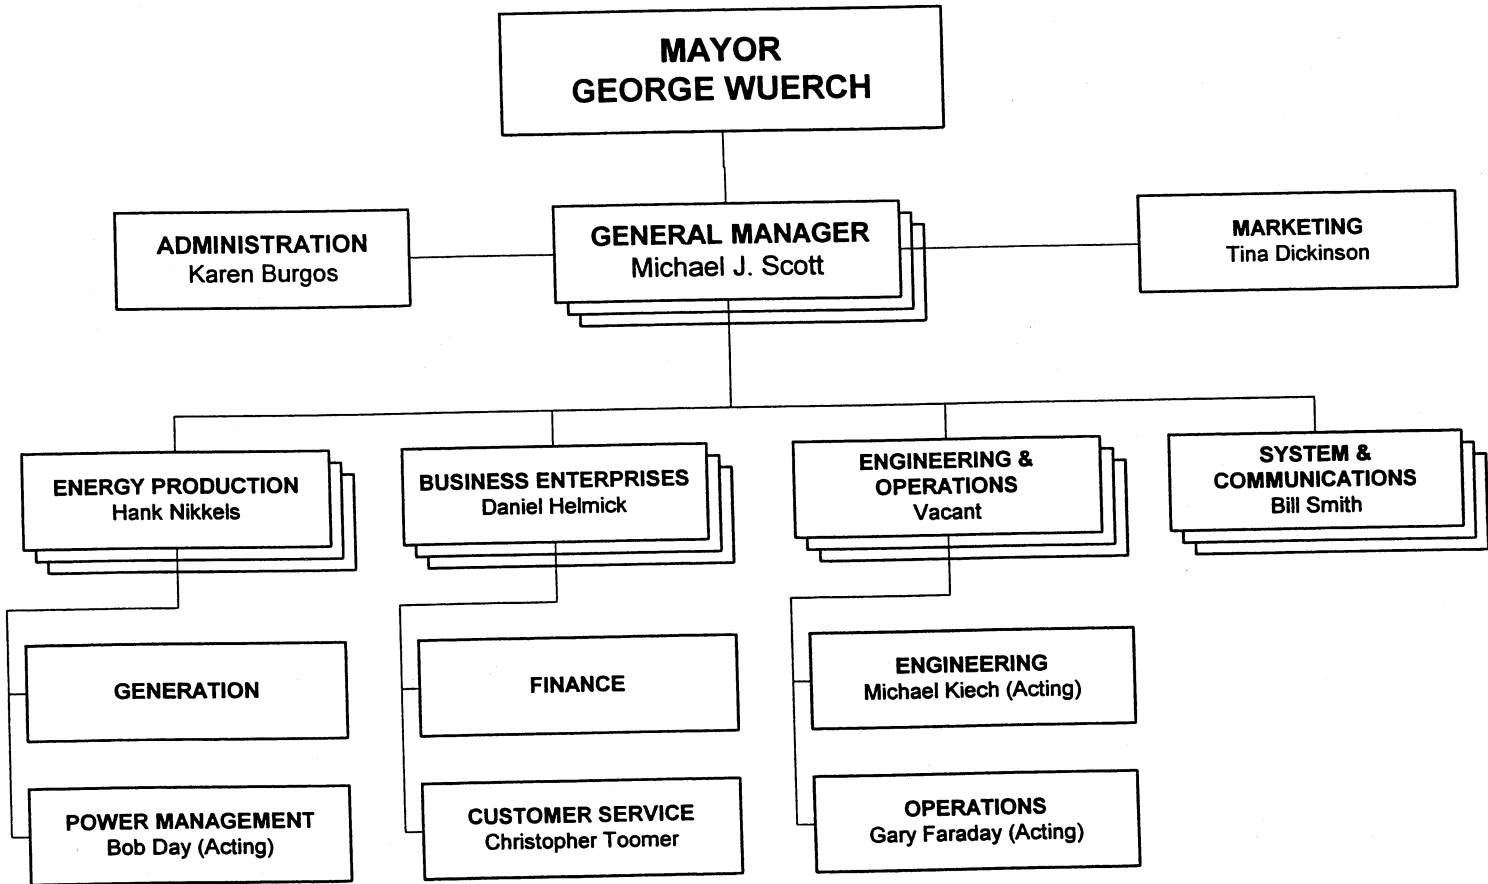 MAYOR
GEORGE WUERCH
ADMINISTRATION
Karen Burgos
GENERAL MANAGER
Michael J. Scott
MARKETING
Tina Dickinson
ENERGY PRODUCTION
Hank Nikkels
BUSINESS ENTERPRISES
Daniel Helmick
ENGINEERING &
OPERATIONS
Vacant
SYSTEM &
COMMUNICATIONS
Bill Smith
GENERATION
FINANCE
ENGINEERING
Michael Kiech (Acting)
POWER MANAGEMENT
Bob Day (Acting)
CUSTOMER SERVICE
Christopher Toomer
OPERATIONS
Gary Faraday (Acting)